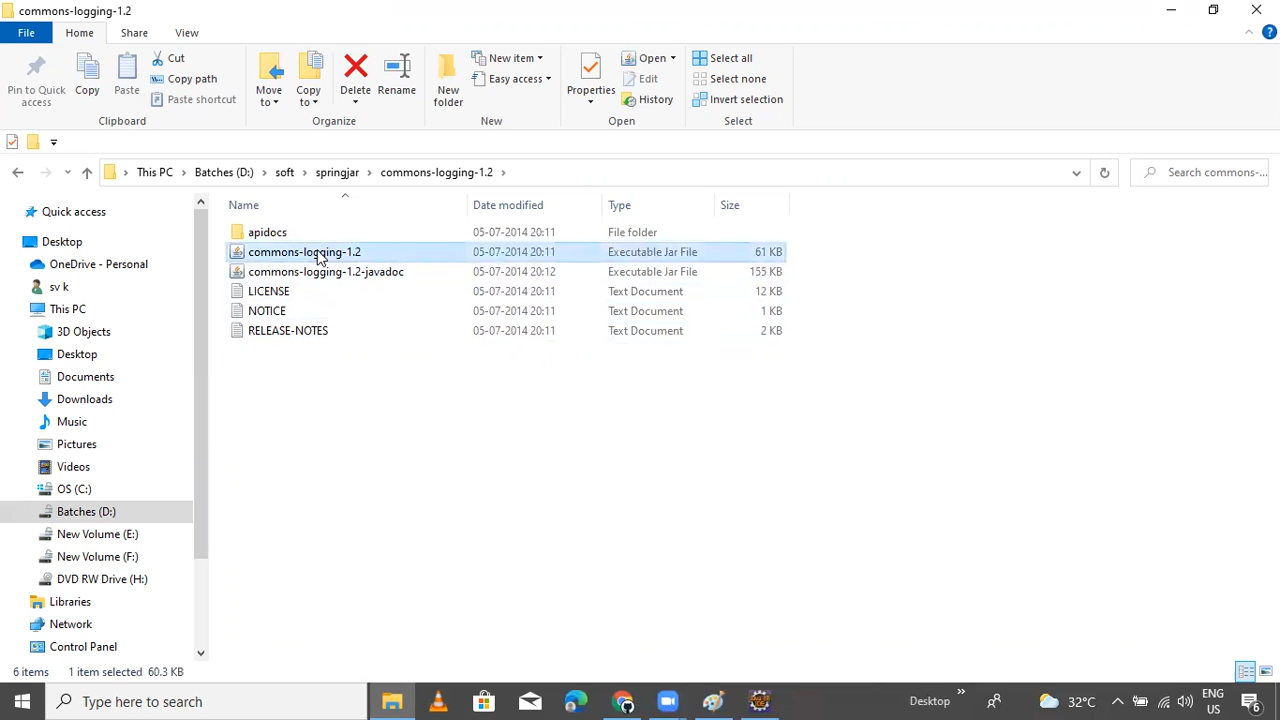 commons-logging-1.2
File Home Share View
Pin to Quick access
Copy
Paste
Cut
Copy path
Paste shortcut
Clipboard
Move to
Copy to
Delete
Rename
Organize
New folder
New item
Easy access
New
Properties
Open
Edit
History
Open
Select all
Select none
Invert selection
Select
This PC Batches (D:) soft springjar commons-logging-1.2
Search commons-...
Name Date modified Type Size
apidocs 05-07-2014 20:11 File folder
commons-logging-1.2 05-07-2014 20:11 Executable Jar File 61 KB
commons-logging-1.2-javadoc 05-07-2014 20:12 Executable Jar File 155 KB
LICENSE 05-07-2014 20:11 Text Document 12 KB
NOTICE 05-07-2014 20:11 Text Document 1 KB
RELEASE-NOTES 05-07-2014 20:11 Text Document 2 KB
Quick access
Desktop
OneDrive - Personal
sv k
This PC
3D Objects
Desktop
Documents
Downloads
Music
Pictures
Videos
OS (C:)
Batches (D:)
New Volume (E:)
New Volume (F:)
DVD RW Drive (H:)
Libraries
Network
Control Panel
6 items 1 item selected 60.3 KB
Type here to search
Desktop
32°C
ENG
US
6